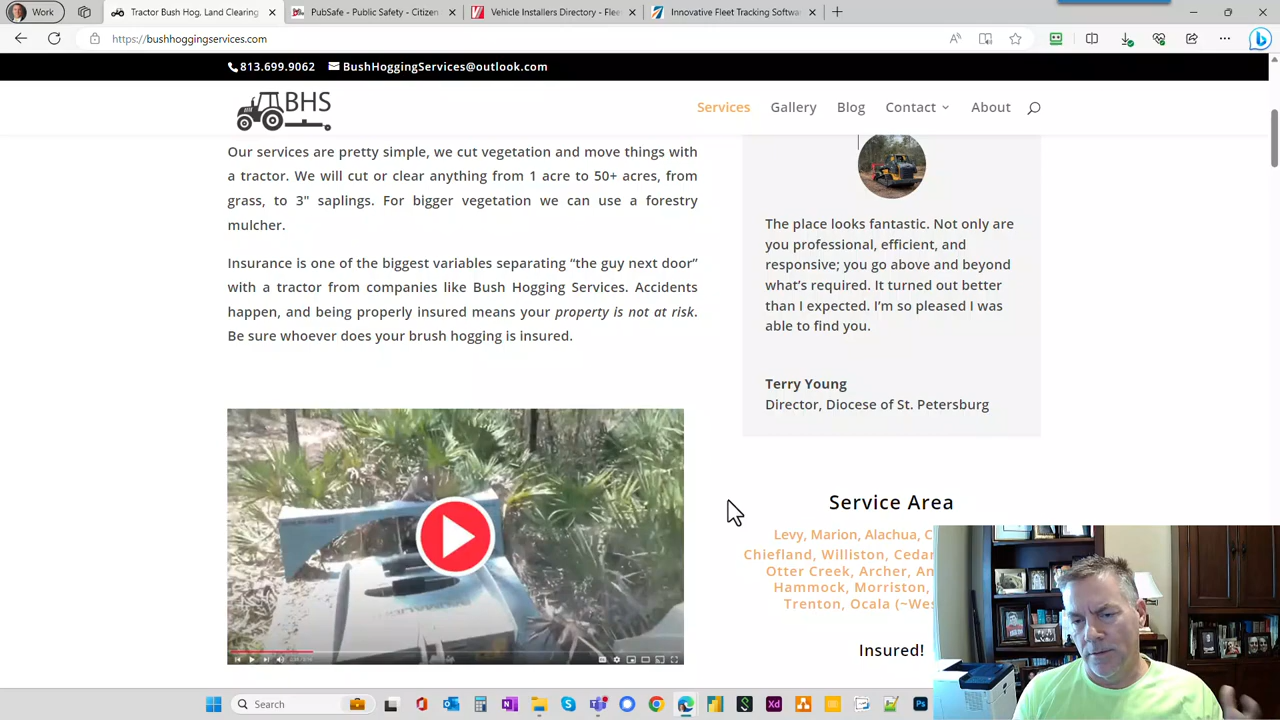 Work
Tractor Bush Hog, Land Clearing
PubSafe - Public Safety - Citizen
Vehicle Installers Directory - Flee
Innovative Fleet Tracking Softwa
https://bushhoggingservices.com
813.699.9062
BushHoggingServices@outlook.com
BHS
Services
Gallery
Blog
Contact
About
Our services are pretty simple, we cut vegetation and move things with
a tractor. We will cut or clear anything from 1 acre to 50+ acres, from
grass, to 3" saplings. For bigger vegetation we can use a forestry
mulcher.
Insurance is one of the biggest variables separating “the guy next door”
with a tractor from companies like Bush Hogging Services. Accidents
happen, and being properly insured means your property is not at risk.
Be sure whoever does your brush hogging is insured.
The place looks fantastic. Not only are
you professional, efficient, and
responsive; you go above and beyond
what’s required. It turned out better
than I expected. I’m so pleased I was
able to find you.
Terry Young
Director, Diocese of St. Petersburg
Service Area
Levy, Marion, Alachua, C
Chiefland, Williston, Cedar
Otter Creek, Archer, An
Hammock, Morriston,
Trenton, Ocala (~Wes
Insured!
Search
Xd
Ps